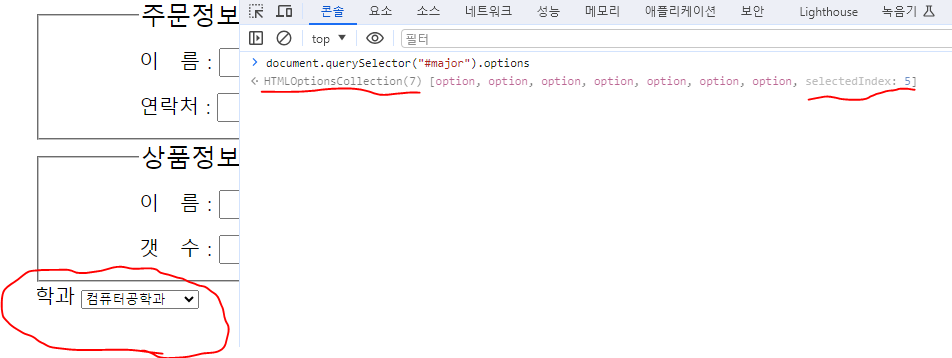 주문정보
이 름 :
연락처 :
상품정보
이 름 :
갯 수 :
학과 컴퓨터공학과
콘솔 요소 소스 네트워크 성능 메모리 애플리케이션 보안 Lighthouse 녹음기
top 필터
> document.querySelector("#major").options
HTMLOptionsCollection(7) [option, option, option, option, option, option, option, selectedIndex: 5]